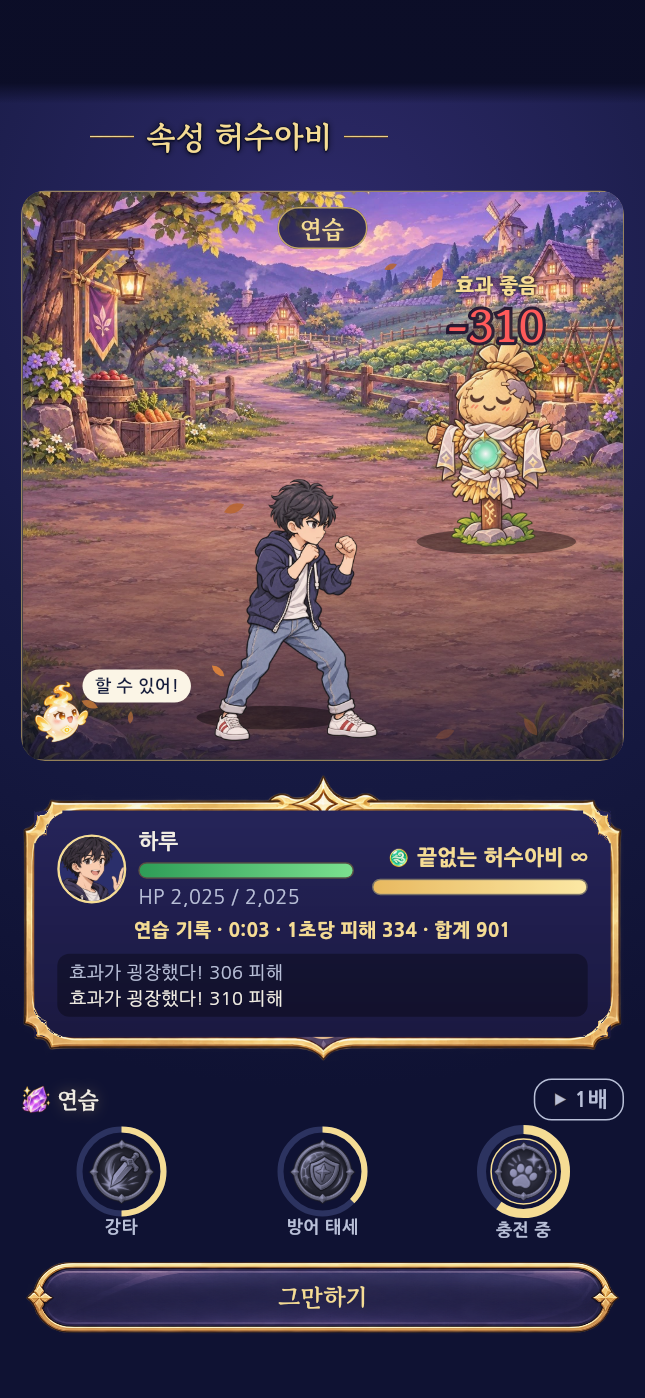 속성 허수아비
연습
효과 좋음
-310
할 수 있어!
하루
HP 2,025 / 2,025
끝없는 허수아비 ∞
연습 기록 · 0:03 · 1초당 피해 334 · 합계 901
효과가 굉장했다! 306 피해
효과가 굉장했다! 310 피해
연습
▶ 1배
강타
방어 태세
충전 중
그만하기